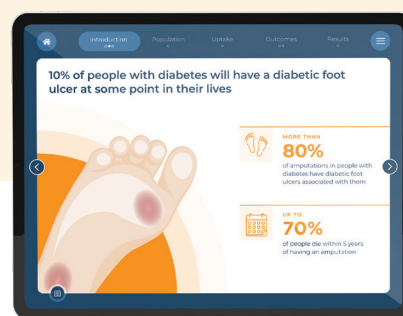 Introduction
Population
Uptake
Outcomes
Results
10% of people with diabetes will have a diabetic foot
ulcer at some point in their lives
MORE THAN
80%
of amputations in people with
diabetes have diabetic foot
ulcers associated with them
UP TO
70%
of people die within 5 years
of having an amputation